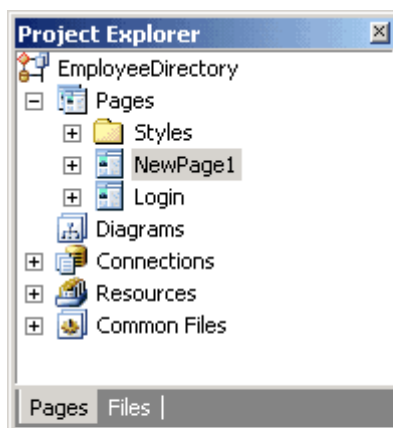 Project Explorer
EmployeeDirectory
Pages
Styles
NewPage1
Login
Diagrams
Connections
Resources
Common Files
Pages Files